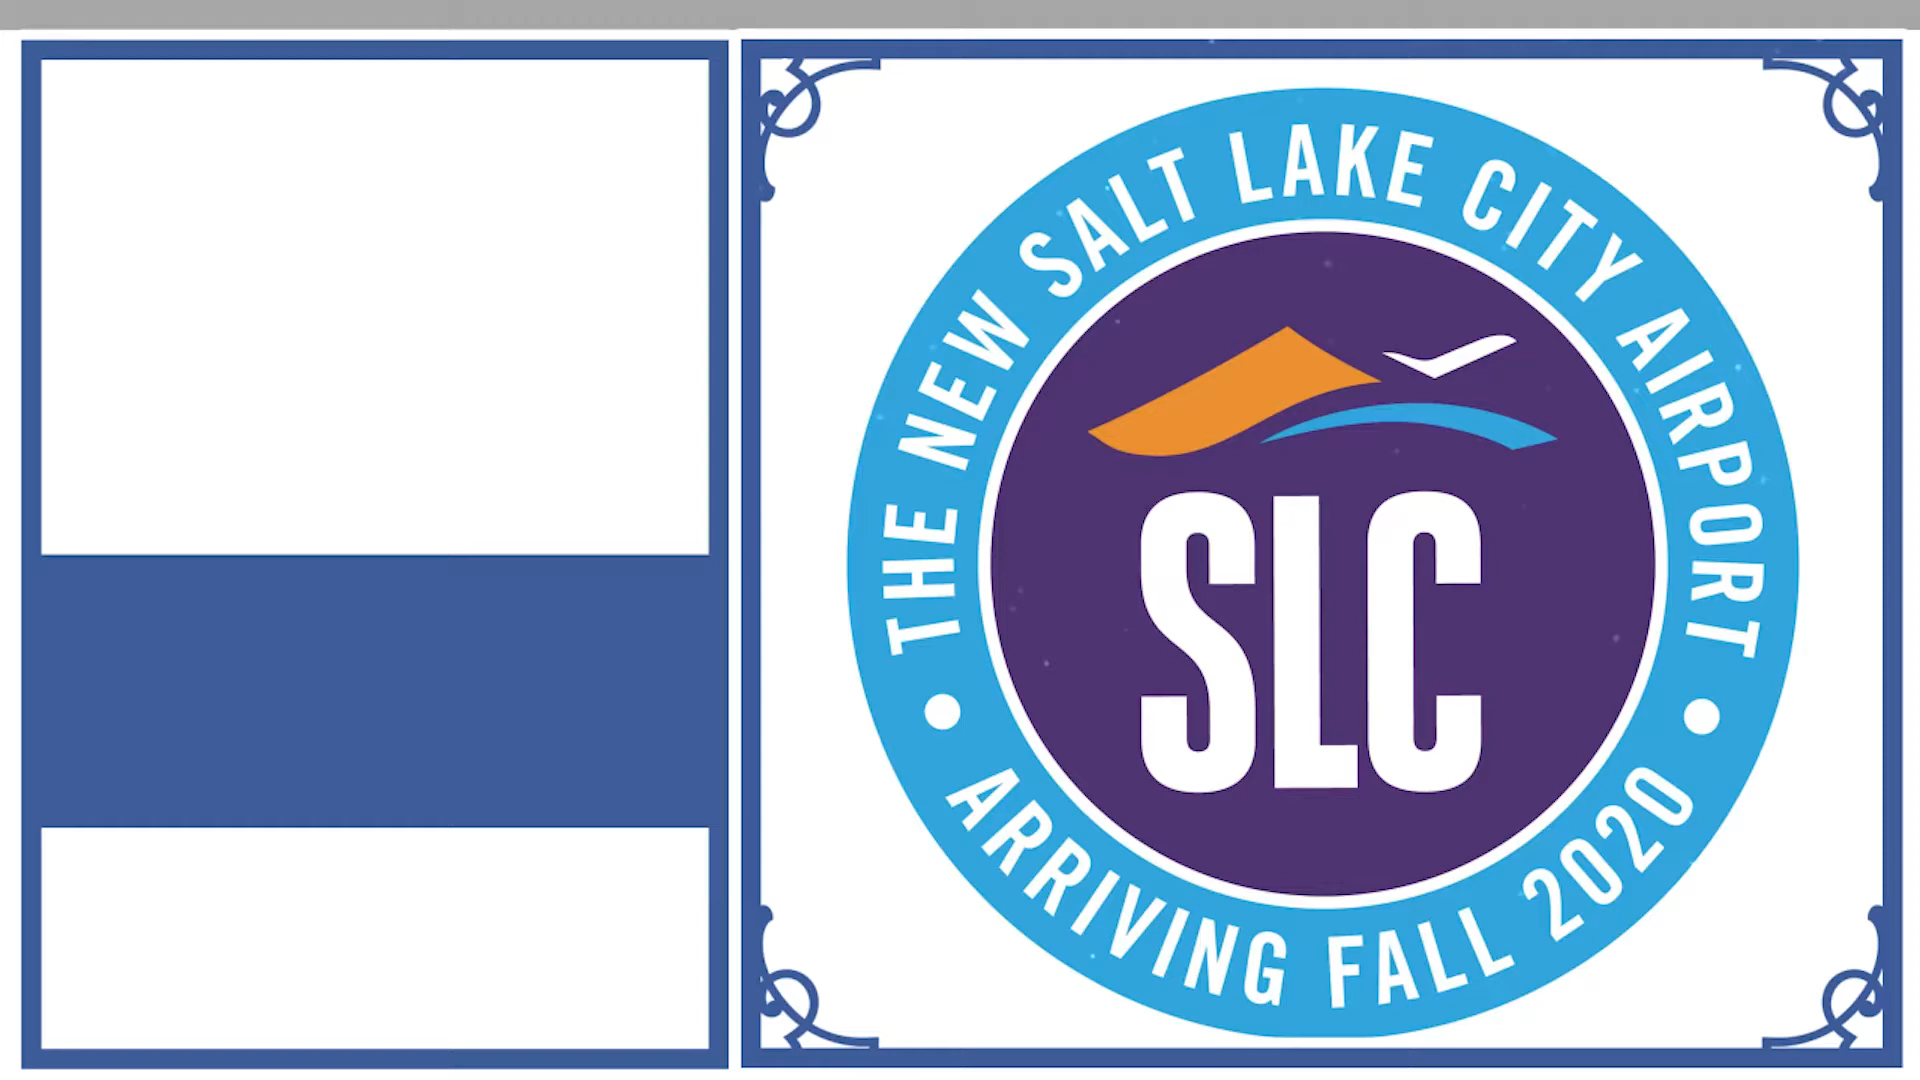 THE NEW SALT LAKE CITY AIRPORT
SLC
• ARRIVING FALL 2020 •